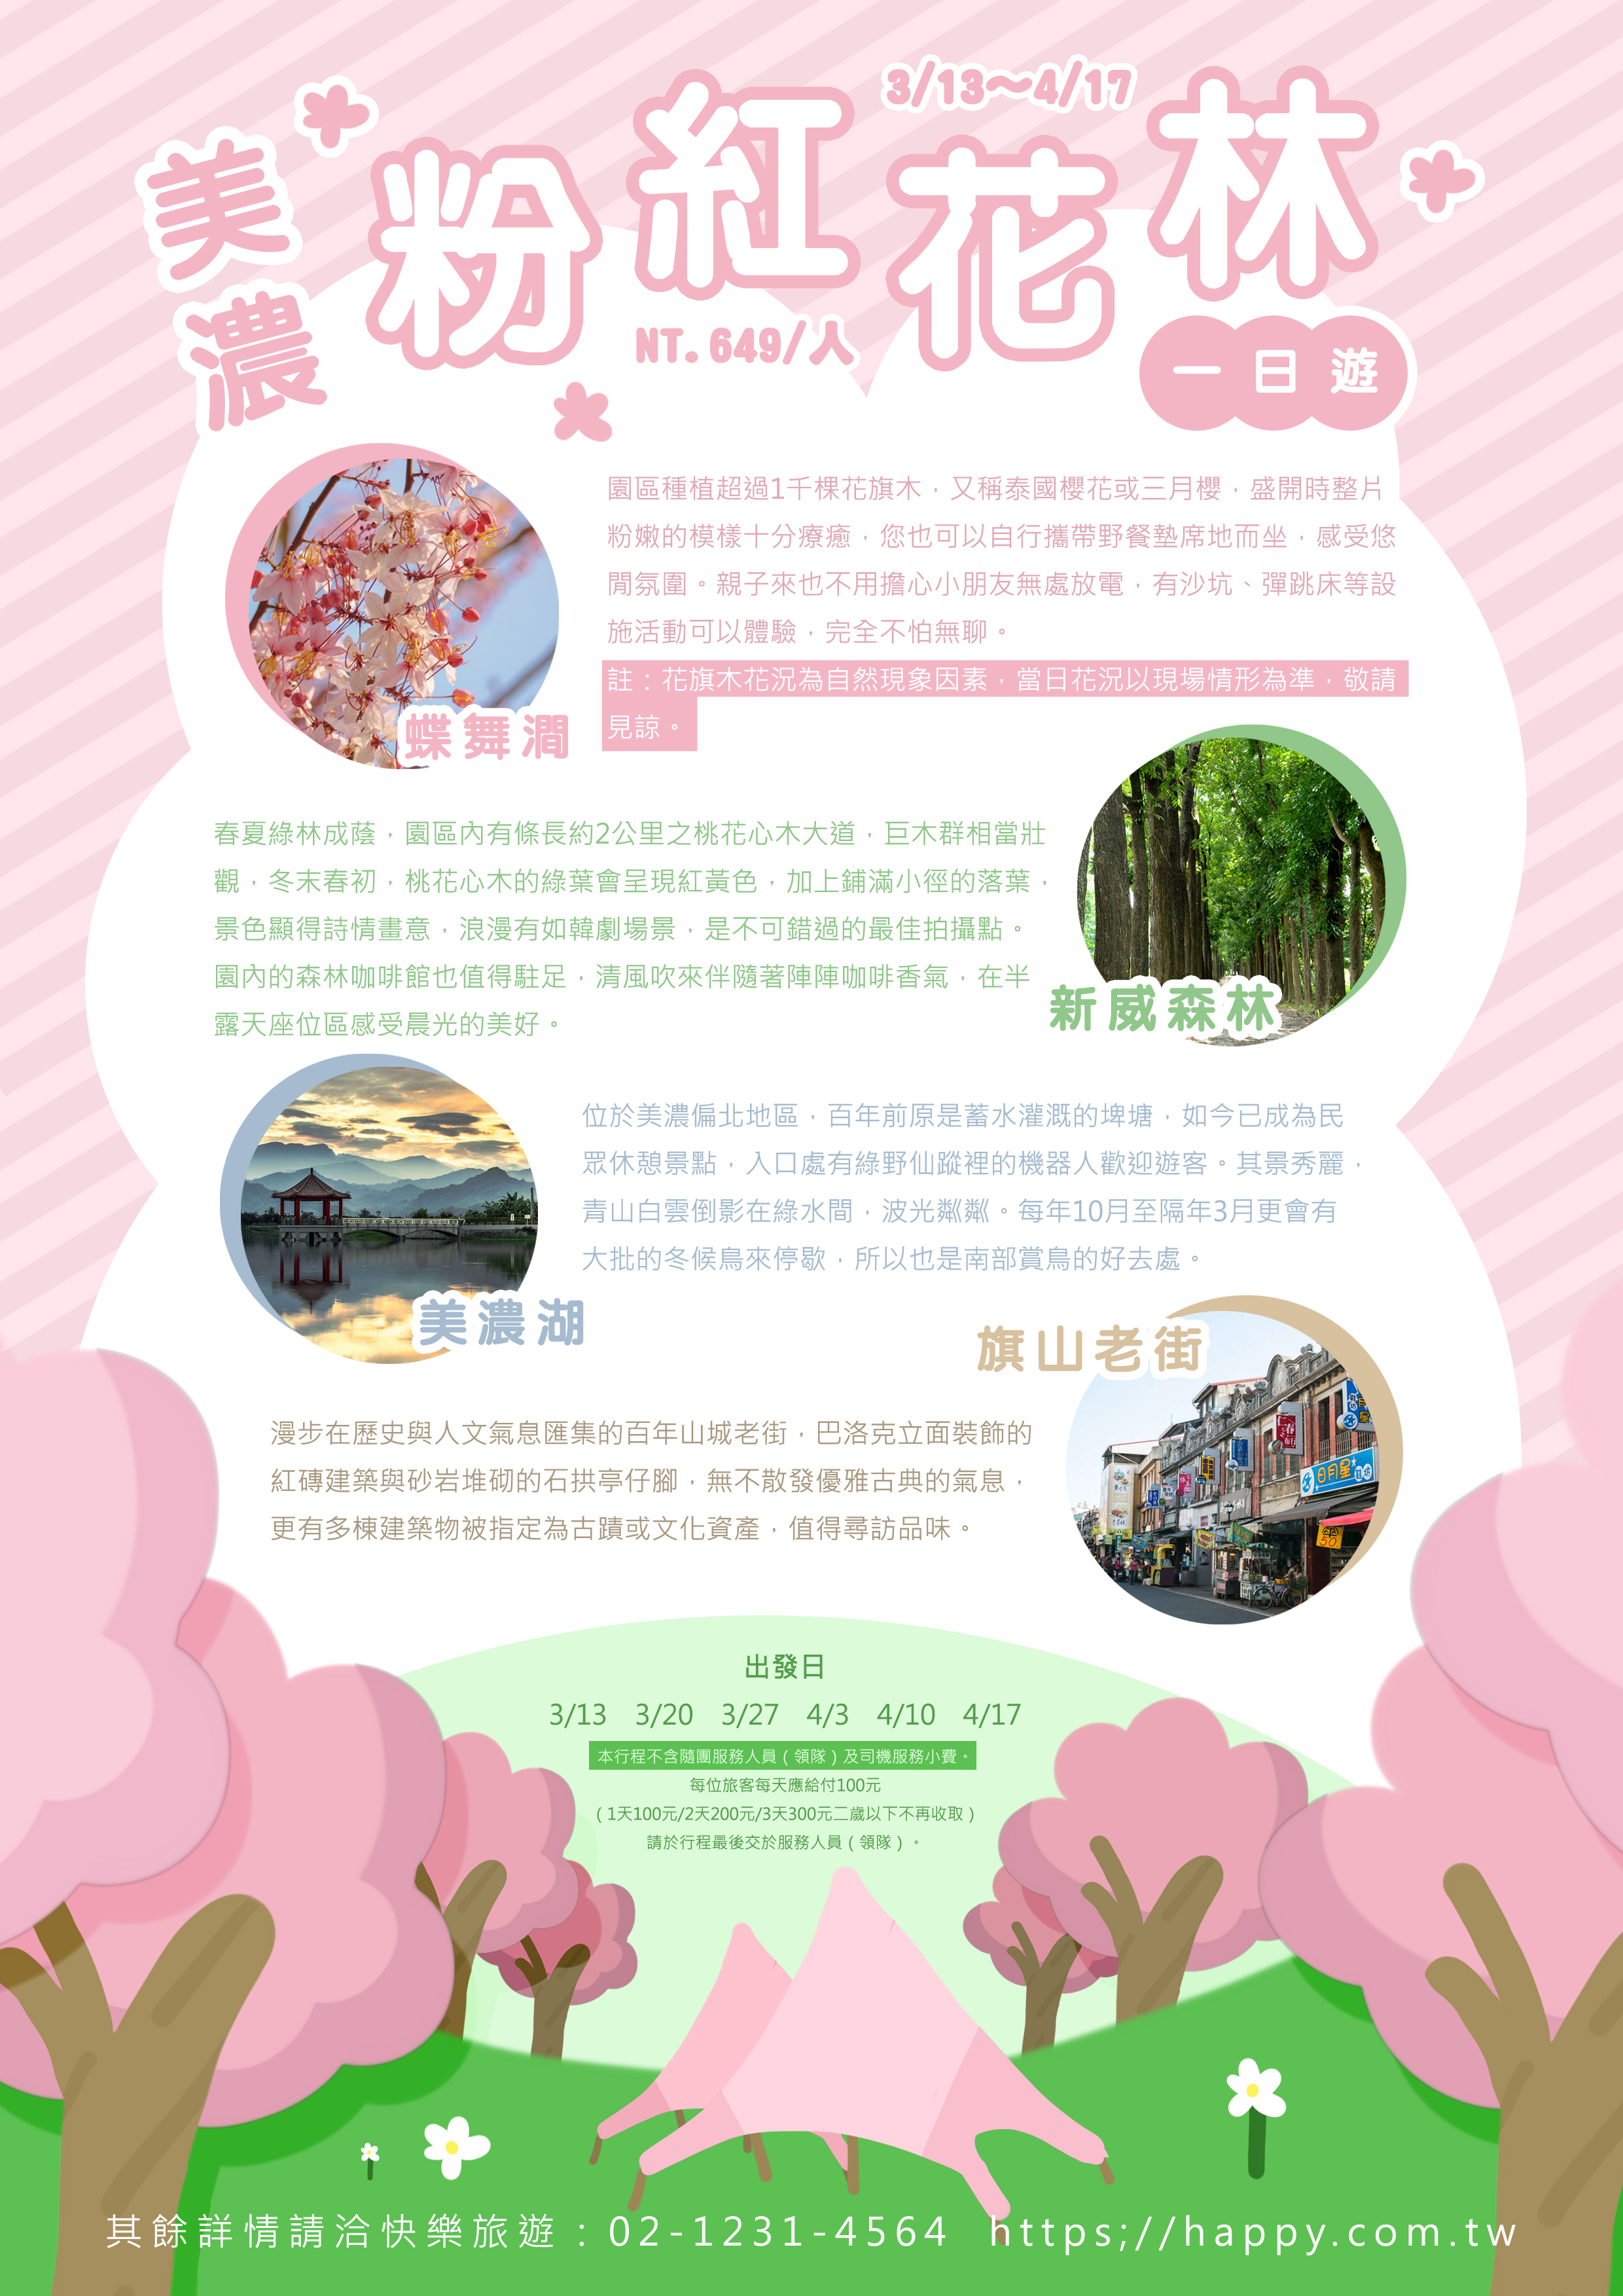 美濃
粉紅花林
3/13～4/17
NT.649/人
一日遊
園區種植超過1千棵花旗木，又稱泰國櫻花或三月櫻，盛開時整片
粉嫩的模樣十分療癒，您也可以自行攜帶野餐墊席地而坐，感受悠
閒氛圍。親子來也不用擔心小朋友無處放電，有沙坑、彈跳床等設
施活動可以體驗，完全不怕無聊。
註：花旗木花況為自然現象因素，當日花況以現場情形為準，敬請
見諒。
蝶舞澗
春夏綠林成蔭，園區內有條長約2公里之桃花心木大道，巨木群相當壯
觀，冬末春初，桃花心木的綠葉會呈現紅黃色，加上鋪滿小徑的落葉，
景色顯得詩情畫意，浪漫有如韓劇場景，是不可錯過的最佳拍攝點。
園內的森林咖啡館也值得駐足，清風吹來伴隨著陣陣咖啡香氣，在半
露天座位區感受晨光的美好。
新威森林
位於美濃偏北地區，百年前原是蓄水灌溉的埤塘，如今已成為民
眾休憩景點，入口處有綠野仙蹤裡的機器人歡迎遊客。其景秀麗，
青山白雲倒影在綠水間，波光粼粼。每年10月至隔年3月更會有
大批的冬候鳥來停歇，所以也是南部賞鳥的好去處。
美濃湖
旗山老街
漫步在歷史與人文氣息匯集的百年山城老街，巴洛克立面裝飾的
紅磚建築與砂岩堆砌的石拱亭仔腳，無不散發優雅古典的氣息，
更有多棟建築物被指定為古蹟或文化資產，值得尋訪品味。
日月星
50
出發日
3/13 3/20 3/27 4/3 4/10 4/17
本行程不含隨團服務人員（領隊）及司機服務小費。
每位旅客每天應給付100元
（1天100元/2天200元/3天300元二歲以下不再收取）
請於行程最後交於服務人員（領隊）。
其餘詳情請洽快樂旅遊：02-1231-4564 https;//happy.com.tw